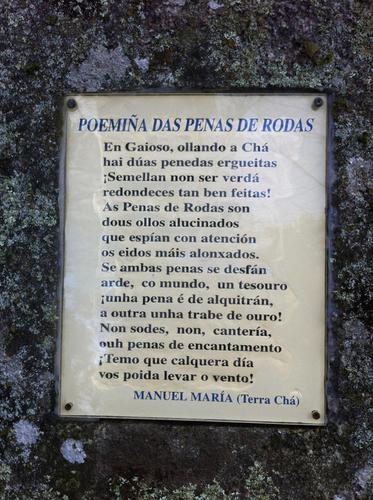 POEMIÑA DAS PENAS DE RODAS
En Gaioso, ollando a Chá
hai dúas penedas ergueitas
¡Semellan non ser verdá
redondeces tan ben feitas!
As Penas de Rodas son
dous ollos alucinados
que espían con atención
os eidos máis alonxados.
Se ambas penas se desfán
arde, co mundo, un tesouro
¡unha pena é de alquitrán,
a outra unha trabe de ouro!
Non sodes, non, cantería,
ouh penas de encantamento
¡Temo que calquera día
vos poida levar o vento!
MANUEL MARÍA (Terra Chá)